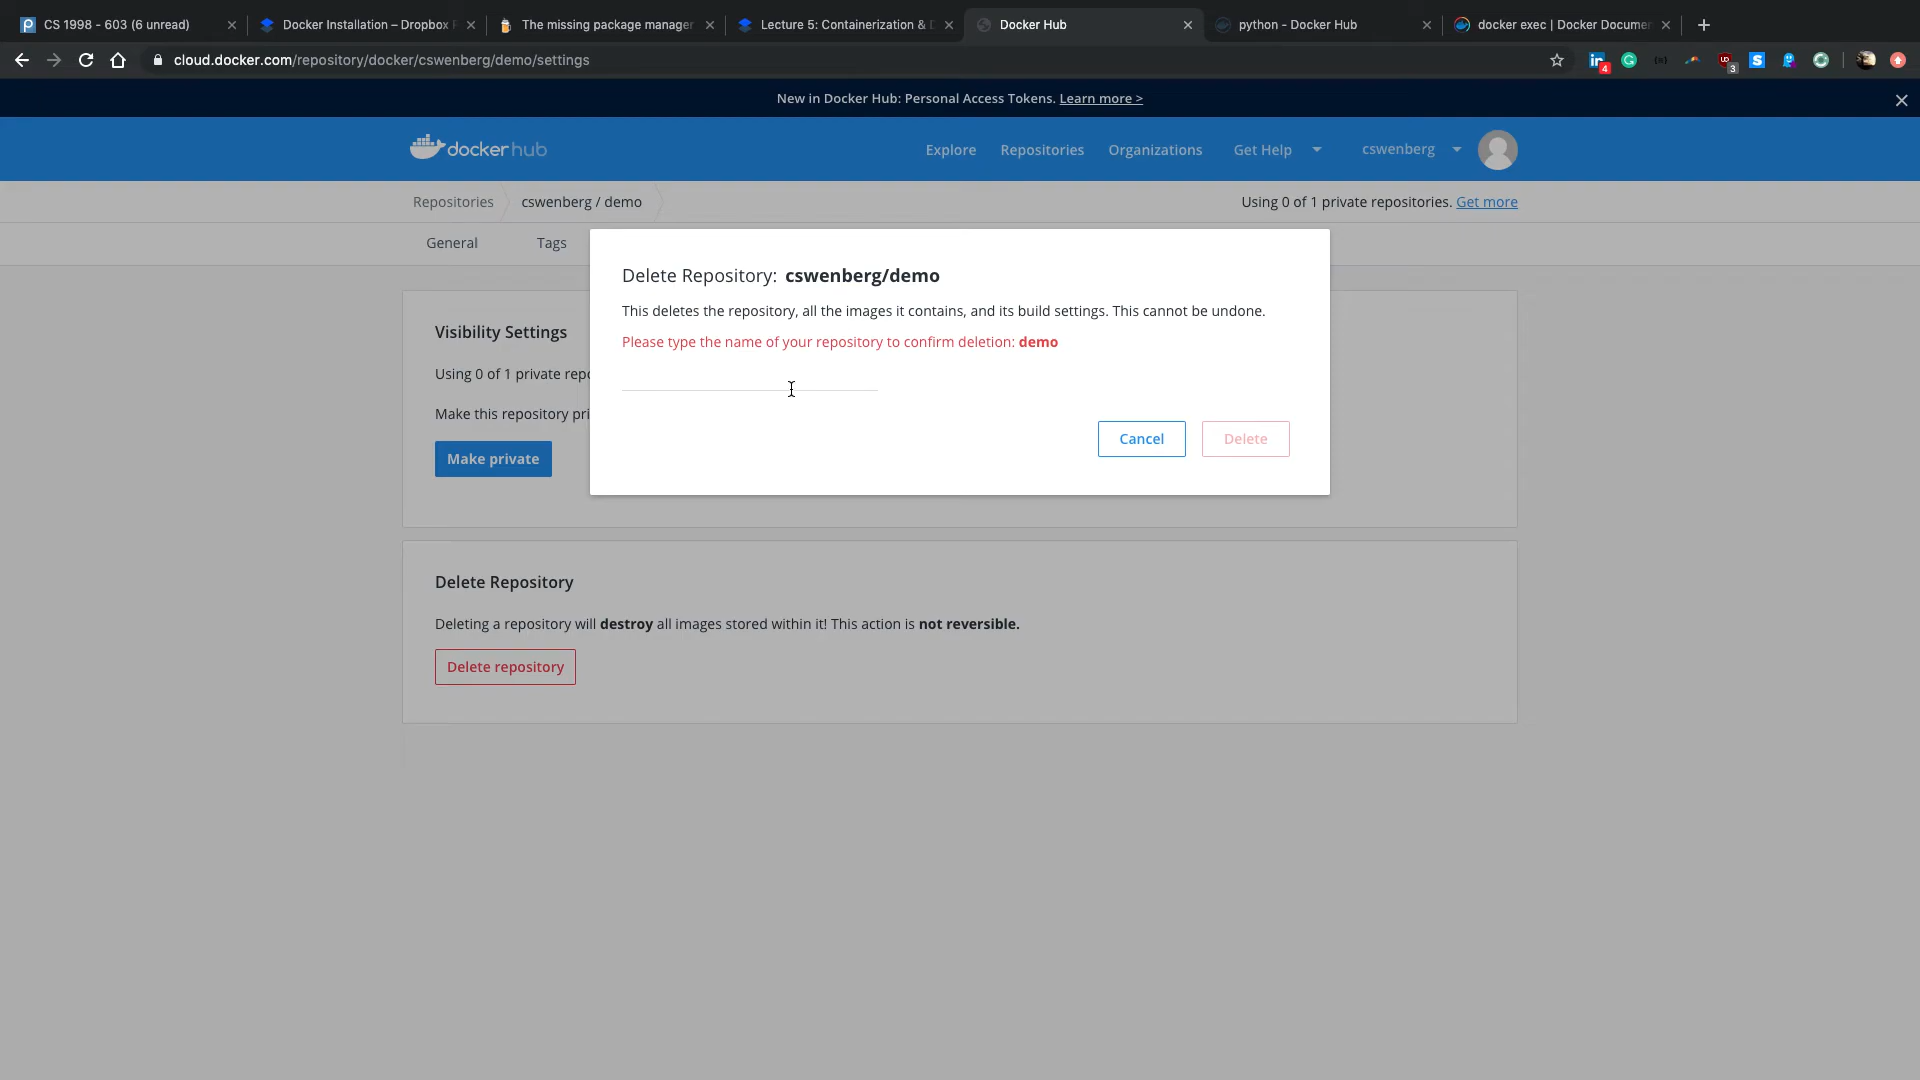 CS 1998 - 603 (6 unread)
Docker Installation – Dropbox
The missing package manager
Lecture 5: Containerization &
Docker Hub
python - Docker Hub
docker exec | Docker Documen
cloud.docker.com/repository/docker/cswenberg/demo/settings
4
3
New in Docker Hub: Personal Access Tokens. Learn more >
docker hub
Explore
Repositories
Organizations
Get Help
cswenberg
Repositories
cswenberg / demo
Using 0 of 1 private repositories. Get more
General
Tags
Delete Repository: cswenberg/demo
This deletes the repository, all the images it contains, and its build settings. This cannot be undone.
Please type the name of your repository to confirm deletion: demo
Cancel
Delete
Visibility Settings
Using 0 of 1 private repo
Make this repository pri
Make private
Delete Repository
Deleting a repository will destroy all images stored within it! This action is not reversible.
Delete repository